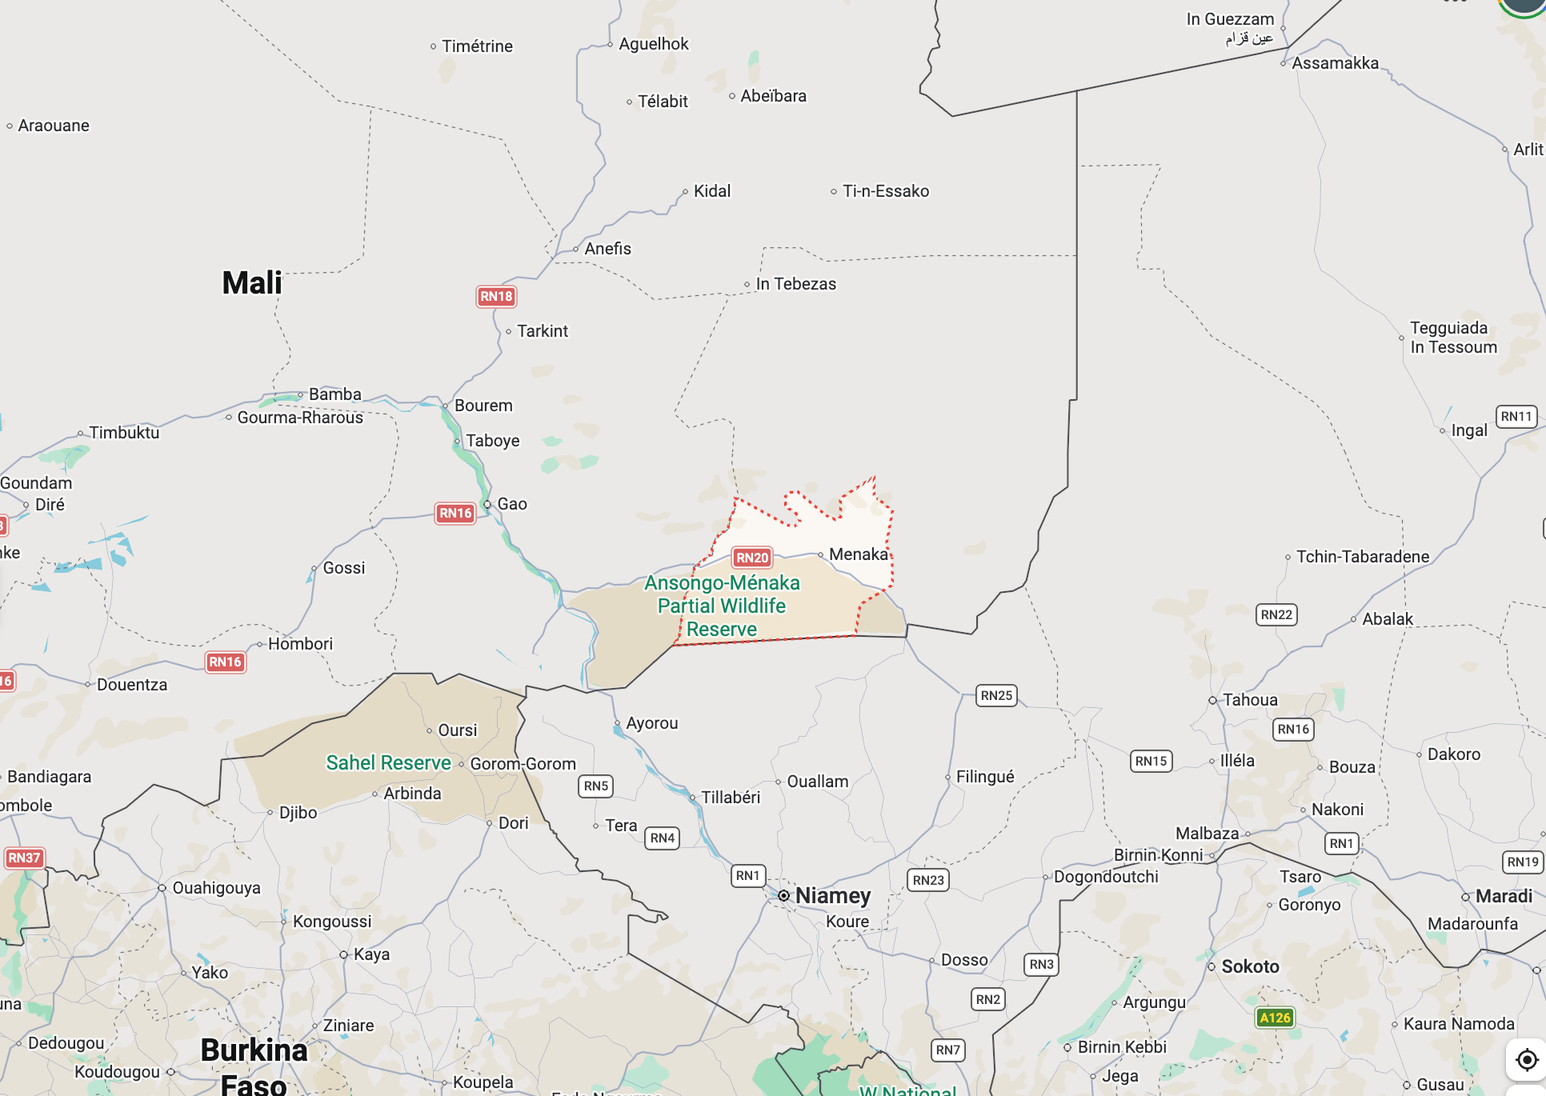 In Guezzam
عين قزام
Aguelhok
Timétrine
Assamakka
Télabit
Abeïbara
Araouane
Arlit
Kidal
Ti-n-Essako
Anefis
Mali
In Tebezas
RN18
Tarkint
Tegguiada
In Tessoum
Bamba
Bourem
Gourma-Rharous
RN11
Timbuktu
Taboye
Ingal
Goundam
Diré
Gao
RN16
nke
RN20
Menaka
Tchin-Tabaradene
Gossi
Ansongo-Ménaka
Partial Wildlife
Reserve
RN22
Abalak
Hombori
RN16
16
Douentza
RN25
Tahoua
Ayorou
Oursi
RN16
Sahel Reserve
Gorom-Gorom
RN15
Illéla
Dakoro
Bandiagara
Bouza
Filingué
Ouallam
RN5
Arbinda
Tillabéri
ombole
Djibo
Nakoni
Dori
Tera
RN4
Malbaza
RN1
Birnin Konni
RN37
RN19
RN1
RN23
Dogondoutchi
Tsaro
Ouahigouya
Niamey
Maradi
Goronyo
Kongoussi
Koure
Madarounfa
Kaya
Dosso
RN3
Sokoto
Yako
RN2
Argungu
una
A126
Ziniare
Kaura Namoda
Dedougou
Burkina
Faso
RN7
Birnin Kebbi
Koudougou
Koupela
Jega
Gusau
W National